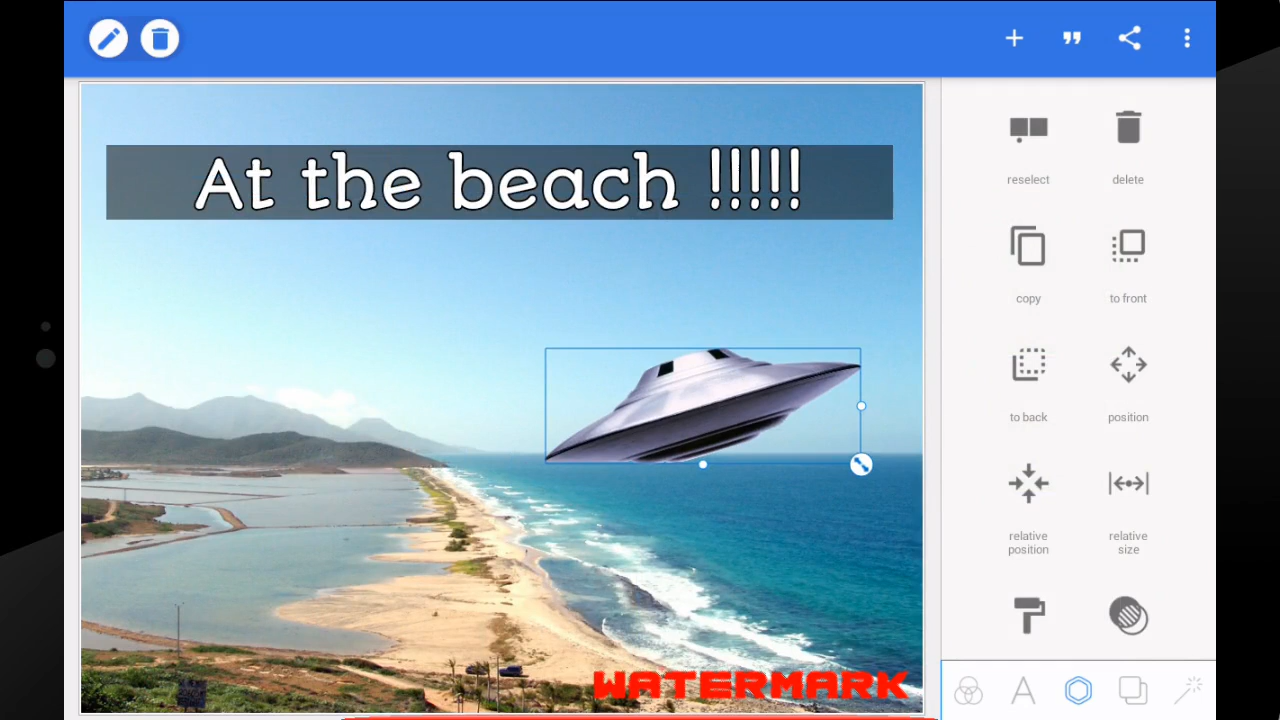 At the beach !!!!!
reselect
delete
copy
to front
to back
position
relative
position
relative
size
WATERMARK